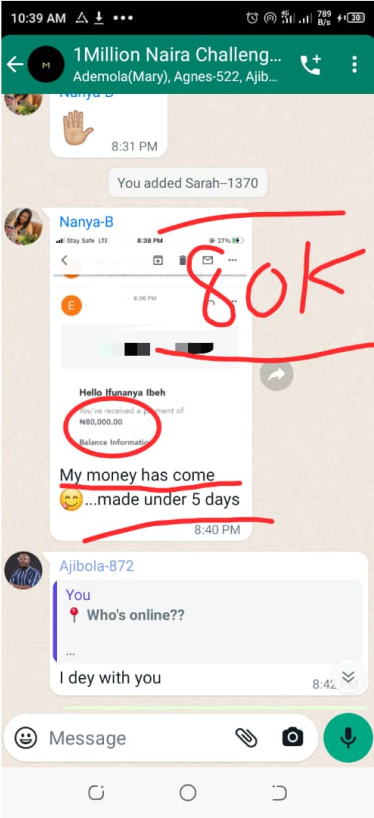 10:39 AM
789
B/s
30
M
1Million Naira Challeng...
Ademola(Mary), Agnes-522, Ajib...
Nanya-B
8:31 PM
You added Sarah--1370
Nanya-B
Stay Safe LTE 8:38 PM 27%
80K
E
8:38 PM
Hello Ifunanya Ibeh
You've received a payment of
₦80,000.00
Balance Information
My money has come
😋...made under 5 days
8:40 PM
Ajibola-872
You
📍 Who's online??
...
I dey with you
8:42
Message